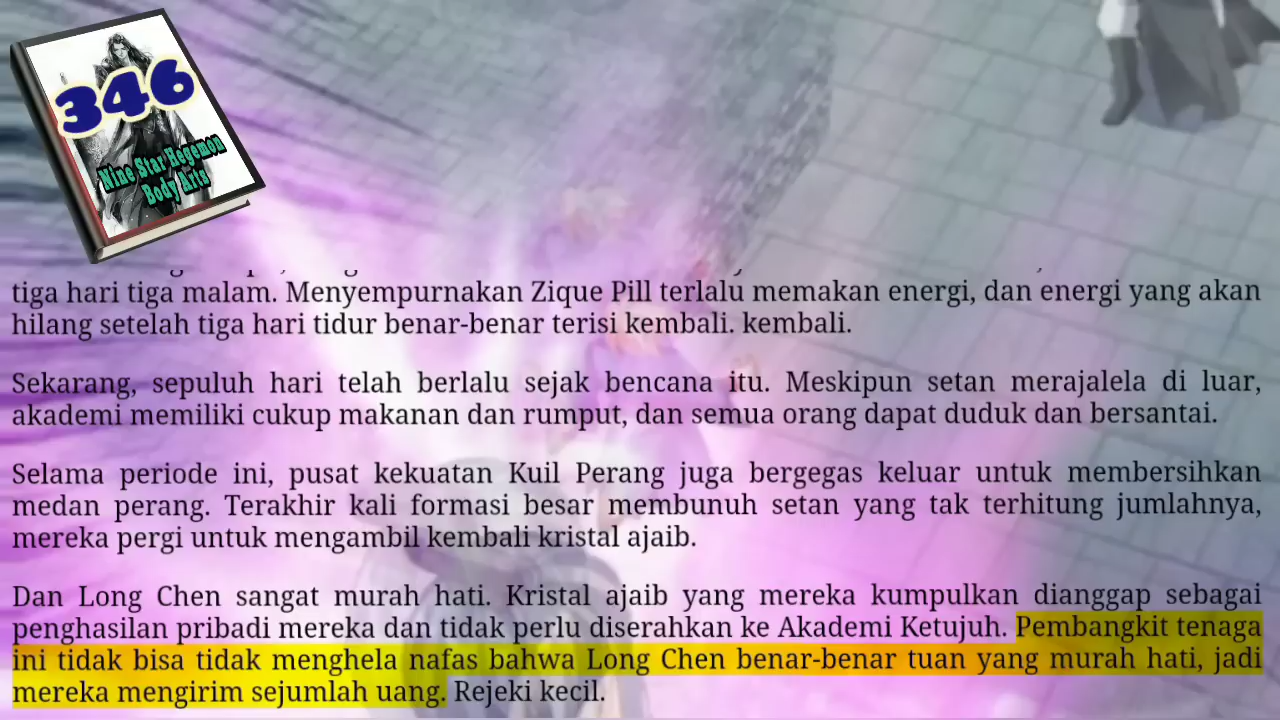 346
Nine Star Hegemon
Body Arts
tiga hari tiga malam. Menyempurnakan Zique Pill terlalu memakan energi, dan energi yang akan
hilang setelah tiga hari tidur benar-benar terisi kembali. kembali.
Sekarang, sepuluh hari telah berlalu sejak bencana itu. Meskipun setan merajalela di luar,
akademi memiliki cukup makanan dan rumput, dan semua orang dapat duduk dan bersantai.
Selama periode ini, pusat kekuatan Kuil Perang juga bergegas keluar untuk membersihkan
medan perang. Terakhir kali formasi besar membunuh setan yang tak terhitung jumlahnya,
mereka pergi untuk mengambil kembali kristal ajaib.
Dan Long Chen sangat murah hati. Kristal ajaib yang mereka kumpulkan dianggap sebagai
penghasilan pribadi mereka dan tidak perlu diserahkan ke Akademi Ketujuh. Pembangkit tenaga
ini tidak bisa tidak menghela nafas bahwa Long Chen benar-benar tuan yang murah hati, jadi
mereka mengirim sejumlah uang. Rejeki kecil.